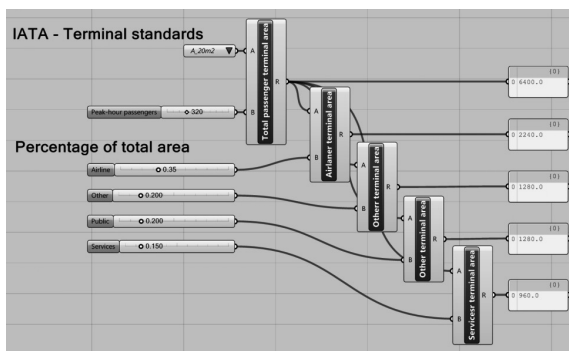 IATA - Terminal standards
A_20m2
A
B
R
Total passenger terminal area
Peak-hour passengers
320
{0}
0 6400.0
A
B
R
Airlaner terminal area
{0}
0 2240.0
Percentage of total area
Airline
0.35
Other
0.200
Public
0.200
Services
0.150
A
B
R
Otherr terminal area
{0}
0 1280.0
A
B
R
Other terminal area
{0}
0 1280.0
A
B
R
Servicesr terminal area
{0}
0 960.0